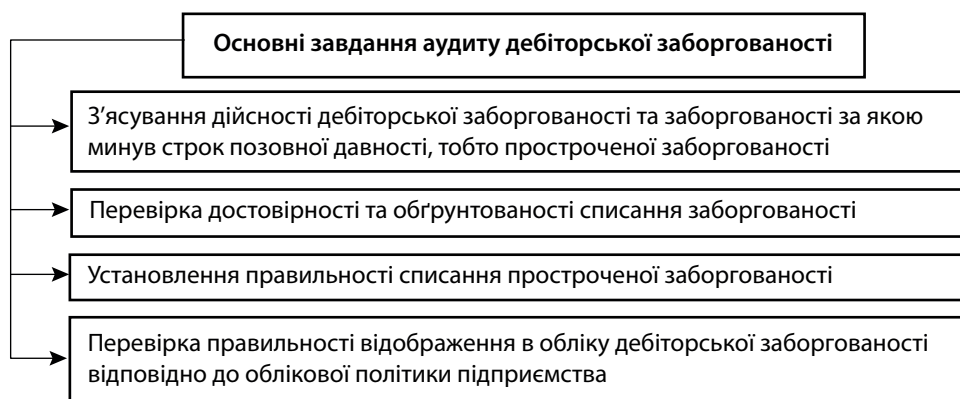 Основні завдання аудиту дебіторської заборгованості
З’ясування дійсності дебіторської заборгованості та заборгованості за якою
минув строк позовної давності, тобто простроченої заборгованості
Перевірка достовірності та обґрунтованості списання заборгованості
Установлення правильності списання простроченої заборгованості
Перевірка правильності відображення в обліку дебіторської заборгованості
відповідно до облікової політики підприємства